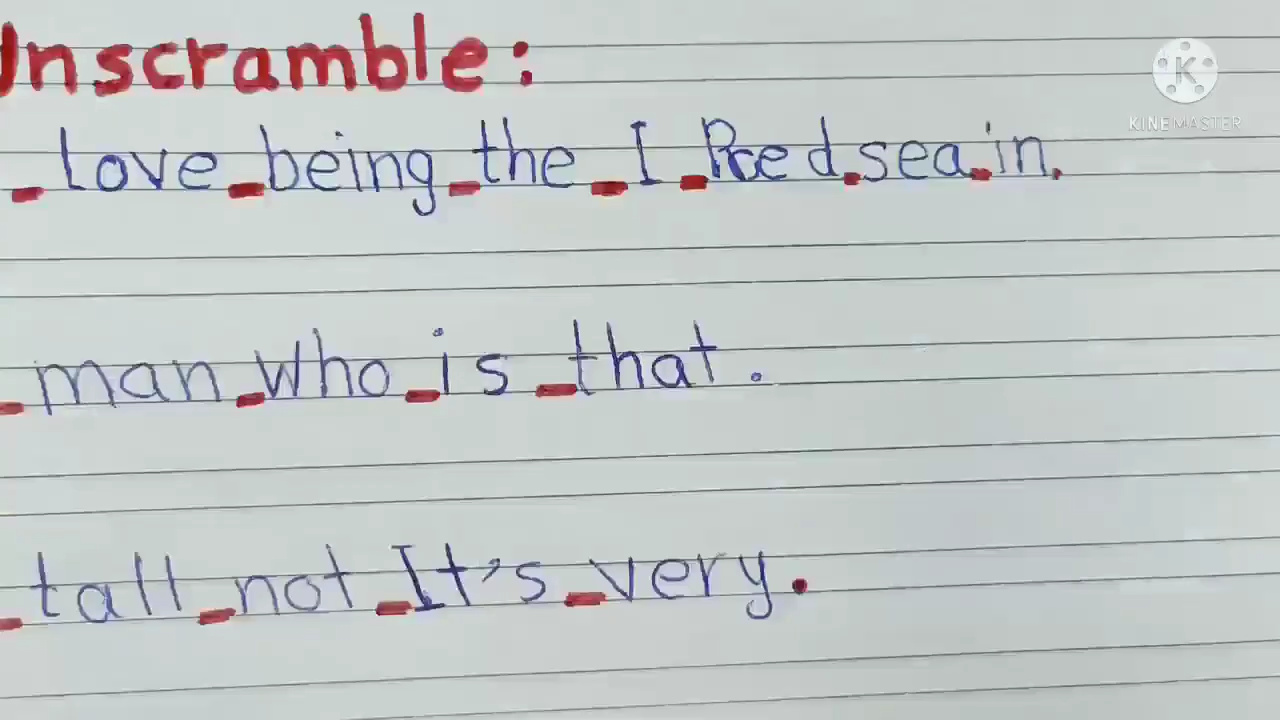 Unscramble:
KINEMASTER
_ love _ being _ the _ I _ Red . sea . in.
_ man _ who _ is _ that .
_ tall _ not _ It's _ very .